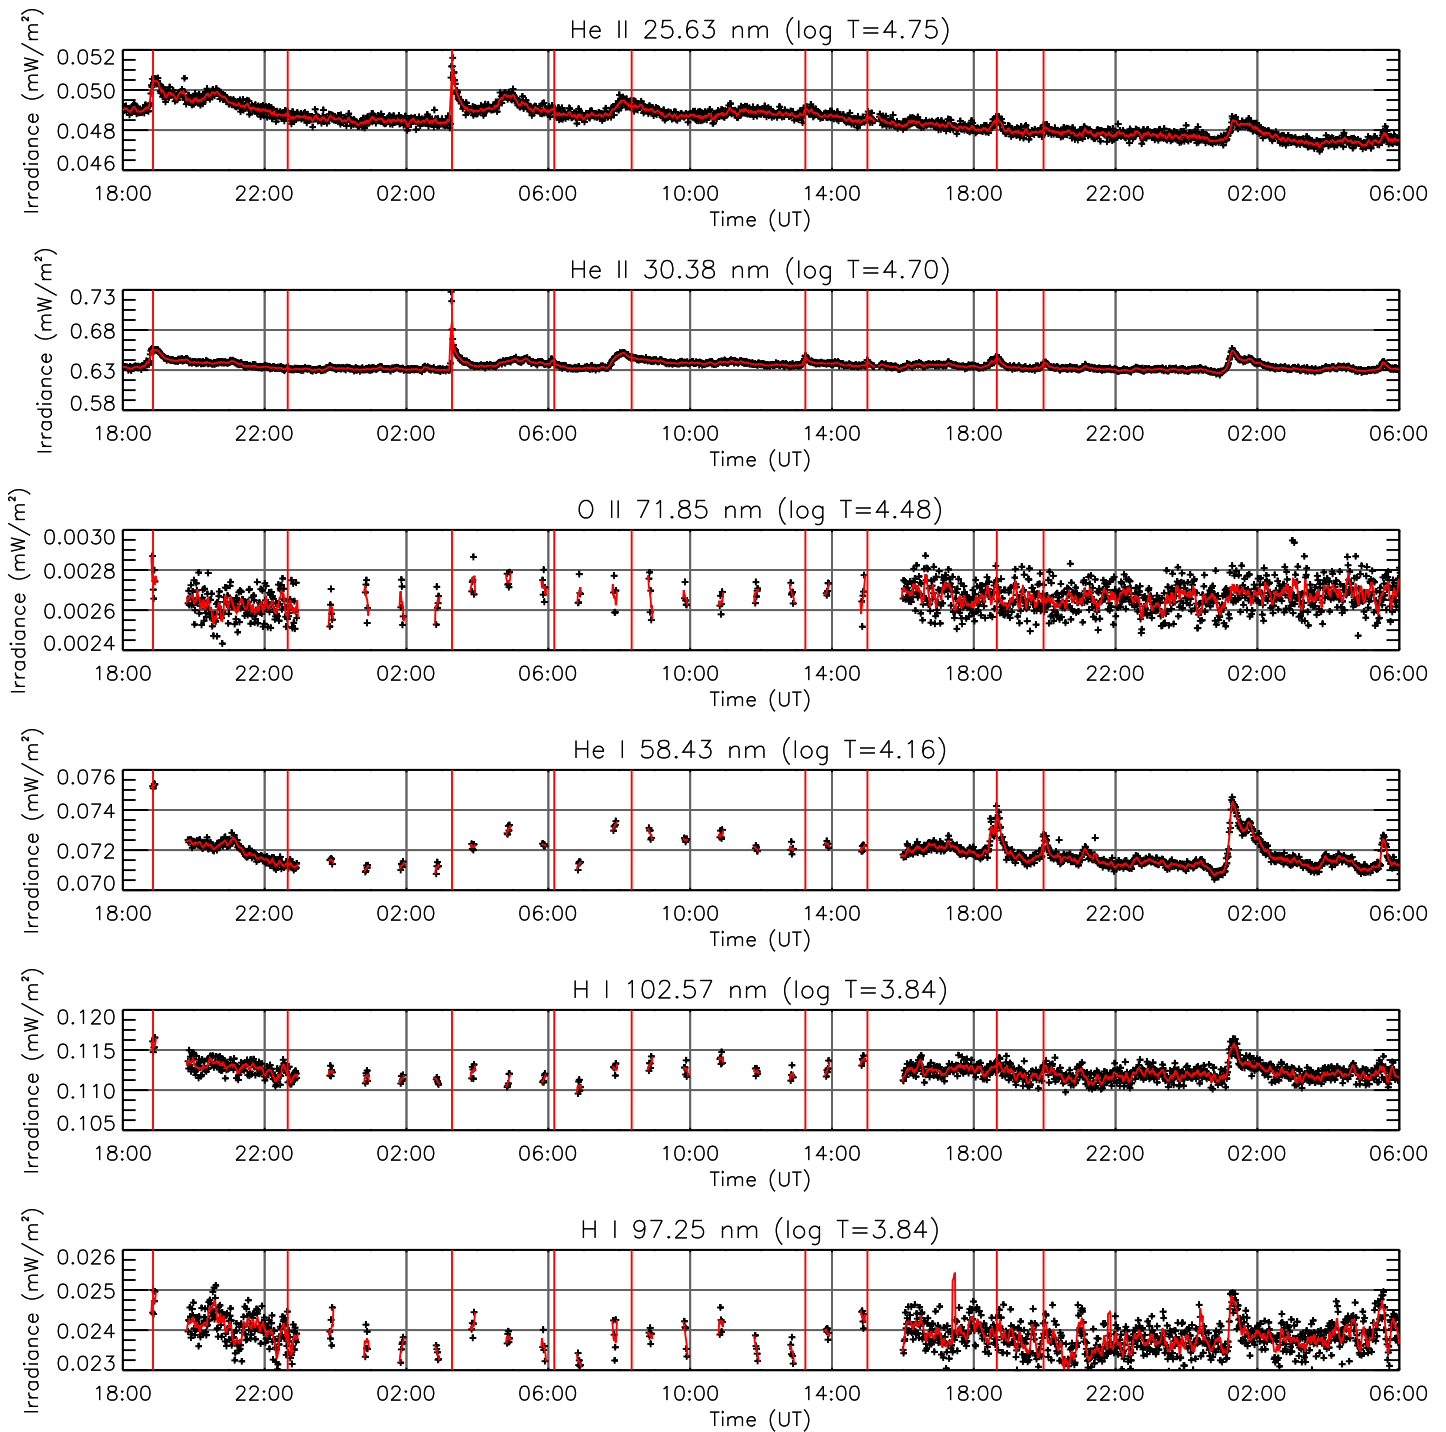 He II 25.63 nm (log T=4.75)
Irradiance (mW/m²)
0.052
0.050
0.048
0.046
18:00 22:00 02:00 06:00 10:00 14:00 18:00 22:00 02:00 06:00
Time (UT)
He II 30.38 nm (log T=4.70)
Irradiance (mW/m²)
0.73
0.68
0.63
0.58
18:00 22:00 02:00 06:00 10:00 14:00 18:00 22:00 02:00 06:00
Time (UT)
O II 71.85 nm (log T=4.48)
Irradiance (mW/m²)
0.0030
0.0028
0.0026
0.0024
18:00 22:00 02:00 06:00 10:00 14:00 18:00 22:00 02:00 06:00
Time (UT)
He I 58.43 nm (log T=4.16)
Irradiance (mW/m²)
0.076
0.074
0.072
0.070
18:00 22:00 02:00 06:00 10:00 14:00 18:00 22:00 02:00 06:00
Time (UT)
H I 102.57 nm (log T=3.84)
Irradiance (mW/m²)
0.120
0.115
0.110
0.105
18:00 22:00 02:00 06:00 10:00 14:00 18:00 22:00 02:00 06:00
Time (UT)
H I 97.25 nm (log T=3.84)
Irradiance (mW/m²)
0.026
0.025
0.024
0.023
18:00 22:00 02:00 06:00 10:00 14:00 18:00 22:00 02:00 06:00
Time (UT)